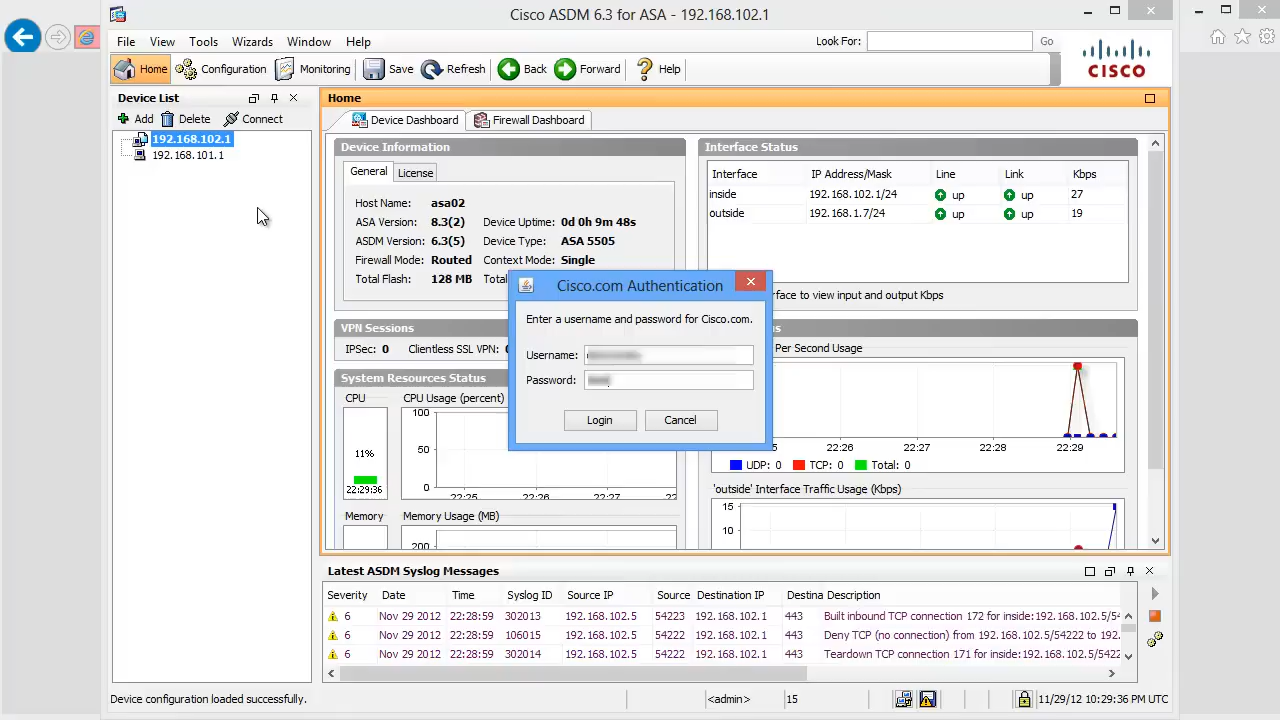 Cisco ASDM 6.3 for ASA - 192.168.102.1
File View Tools Wizards Window Help Look For: Go
Home Configuration Monitoring Save Refresh Back Forward Help
CISCO
Device List
Add Delete Connect
192.168.102.1
192.168.101.1
Home
Device Dashboard Firewall Dashboard
Device Information
General License
Host Name: asa02
ASA Version: 8.3(2) Device Uptime: 0d 0h 9m 48s
ASDM Version: 6.3(5) Device Type: ASA 5505
Firewall Mode: Routed Context Mode: Single
Total Flash: 128 MB
Interface Status
Interface IP Address/Mask Line Link Kbps
inside 192.168.102.1/24 up up 27
outside 192.168.1.7/24 up up 19
to view input and output Kbps
VPN Sessions
IPSec: 0 Clientless SSL VPN:
System Resources Status
CPU CPU Usage (percent)
11%
22:29:36
100
50
0
22:25 22:26 22:27
Memory Memory Usage (MB)
200
Cisco.com Authentication
Enter a username and password for Cisco.com.
Username:
Password:
Login Cancel
Per Second Usage
22:26 22:27 22:28 22:29
UDP: 0 TCP: 0 Total: 0
'outside' Interface Traffic Usage (Kbps)
15
10
Latest ASDM Syslog Messages
Severity Date Time Syslog ID Source IP Source Destination IP Destina Description
6 Nov 29 2012 22:28:59 302013 192.168.102.5 54223 192.168.102.1 443 Built inbound TCP connection 172 for inside:192.168.102.5/54
6 Nov 29 2012 22:28:59 106015 192.168.102.5 54222 192.168.102.1 443 Deny TCP (no connection) from 192.168.102.5/54222 to 192.
6 Nov 29 2012 22:28:59 302014 192.168.102.5 54222 192.168.102.1 443 Teardown TCP connection 171 for inside:192.168.102.5/542
Device configuration loaded successfully. <admin> 15 11/29/12 10:29:36 PM UTC